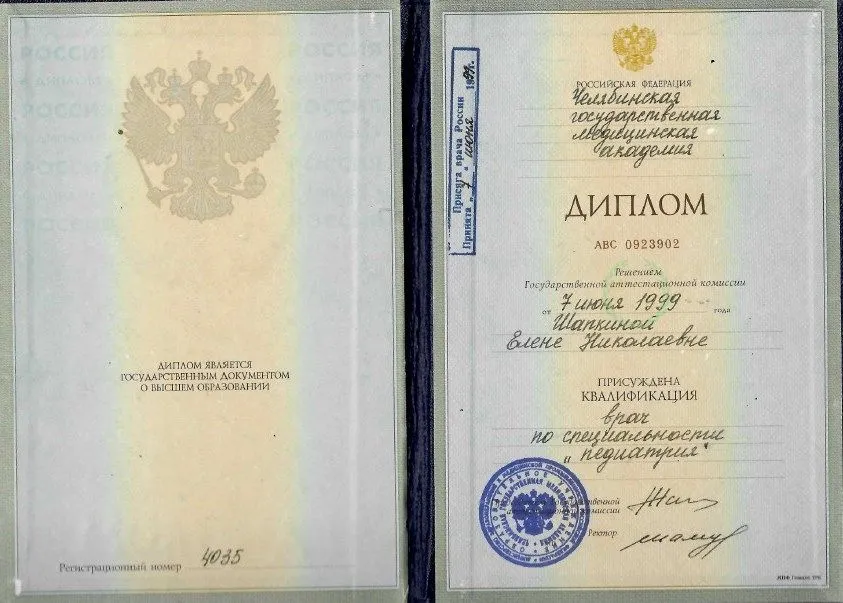 ДИПЛОМ ЯВЛЯЕТСЯ
ГОСУДАРСТВЕННЫМ ДОКУМЕНТОМ
О ВЫСШЕМ ОБРАЗОВАНИИ
Регистрационный номер 4035
Присяга врача России
Принята „7" июня 1999г.
РОССИЙСКАЯ ФЕДЕРАЦИЯ
Челябинская
государственная
медицинская
академия
ДИПЛОМ
АВС 0923902
Решением
Государственной аттестационной комиссии
от 7 июня 1999 года
Шапкиной
Елене Николаевне
ПРИСУЖДЕНА
КВАЛИФИКАЦИЯ
врач
по специальности
„педиатрия"
комиссии
Ректор